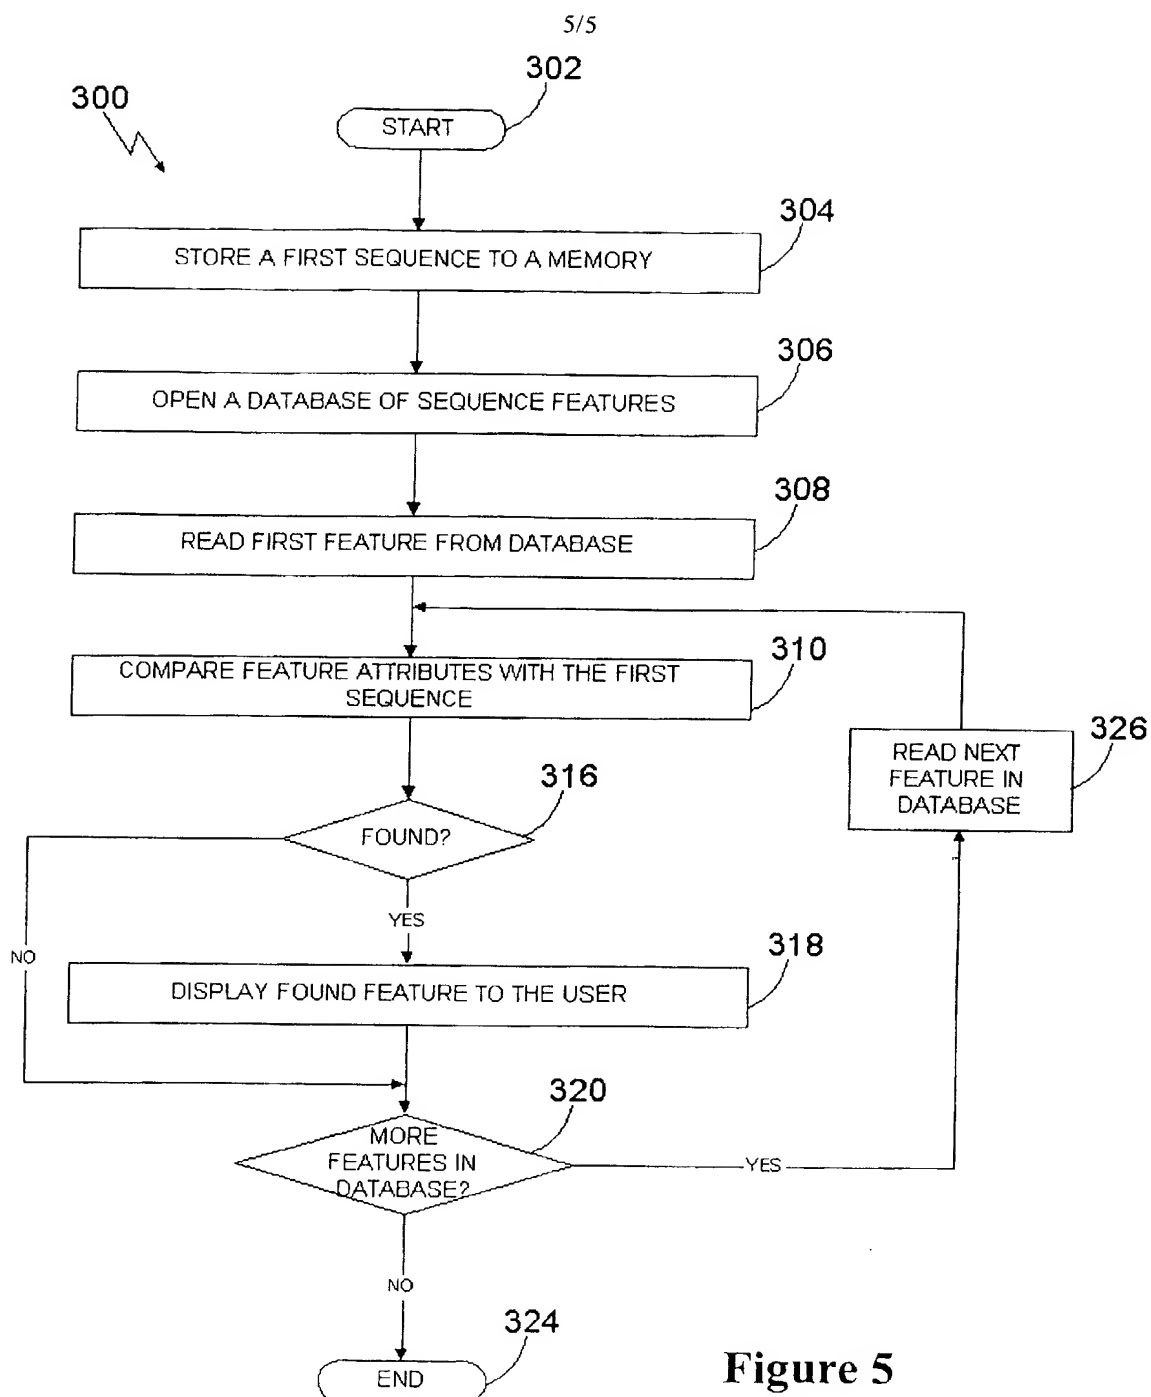 5/5
302
300
START
304
STORE A FIRST SEQUENCE TO A MEMORY
306
OPEN A DATABASE OF SEQUENCE FEATURES
308
READ FIRST FEATURE FROM DATABASE
310
COMPARE FEATURE ATTRIBUTES WITH THE FIRST
SEQUENCE
326
READ NEXT
FEATURE IN
DATABASE
316
FOUND?
YES
NO
318
DISPLAY FOUND FEATURE TO THE USER
320
MORE
FEATURES IN
DATABASE?
YES
NO
324
END
Figure 5